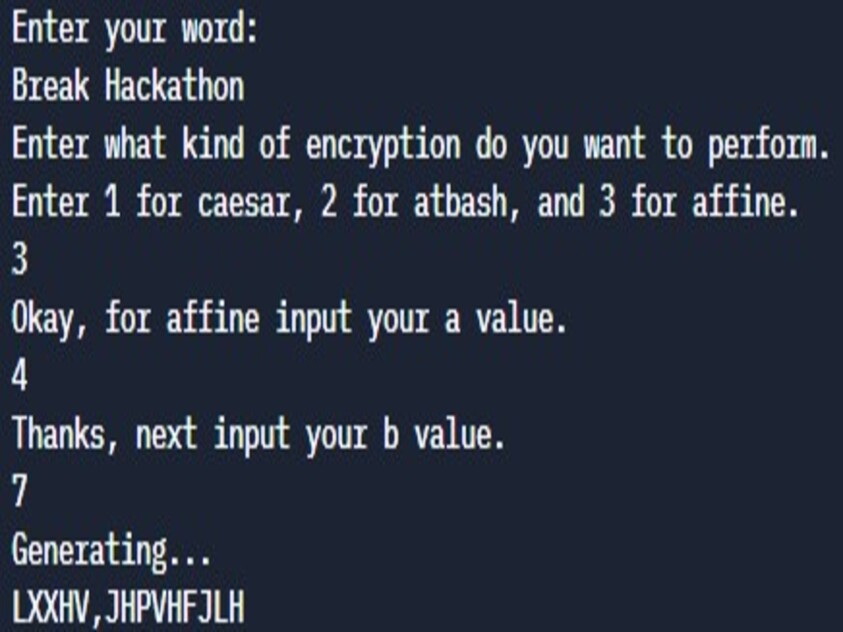 Enter your word:
Break Hackathon
Enter what kind of encryption do you want to perform.
Enter 1 for caesar, 2 for atbash, and 3 for affine.
3
Okay, for affine input your a value.
4
Thanks, next input your b value.
7
Generating...
LXXHV,JHPVHFJLH